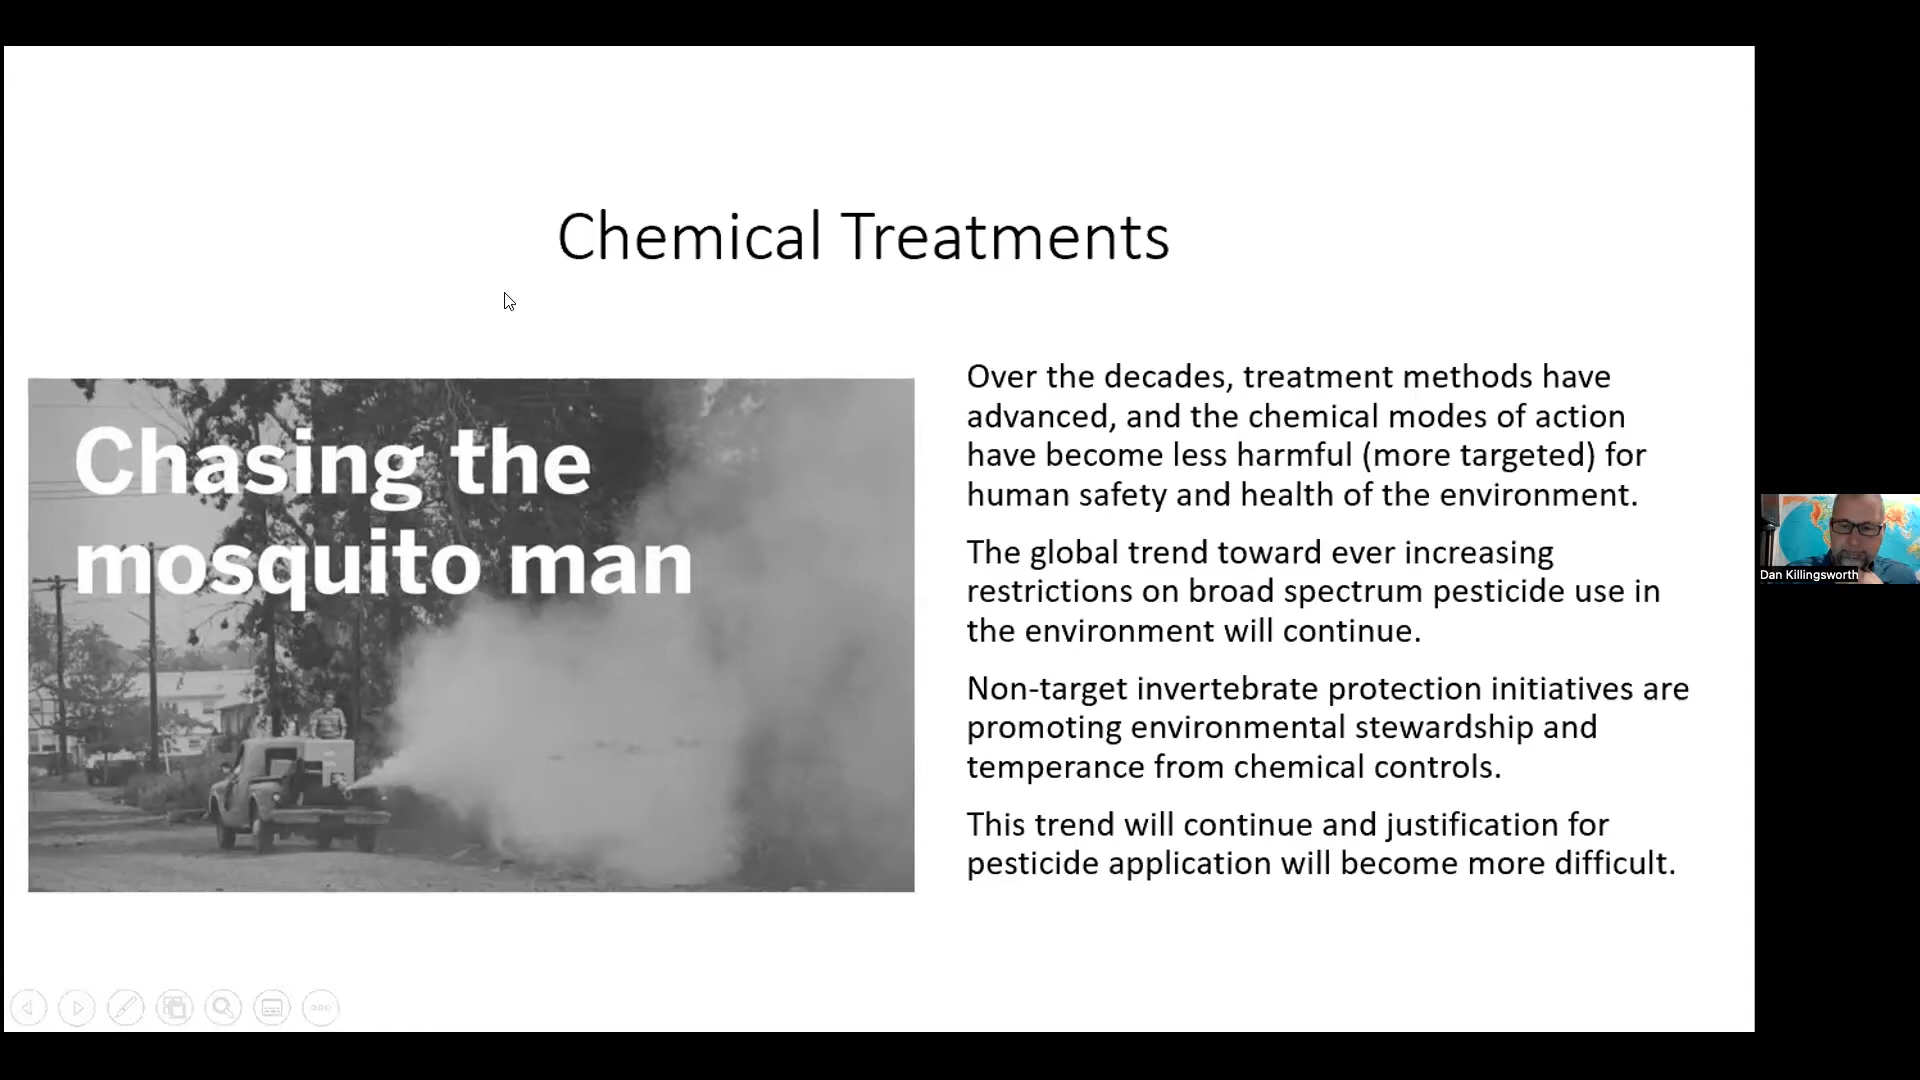 Chemical Treatments
Chasing the
mosquito man
Over the decades, treatment methods have
advanced, and the chemical modes of action
have become less harmful (more targeted) for
human safety and health of the environment.
The global trend toward ever increasing
restrictions on broad spectrum pesticide use in
the environment will continue.
Non-target invertebrate protection initiatives are
promoting environmental stewardship and
temperance from chemical controls.
This trend will continue and justification for
pesticide application will become more difficult.
Dan Killingsworth